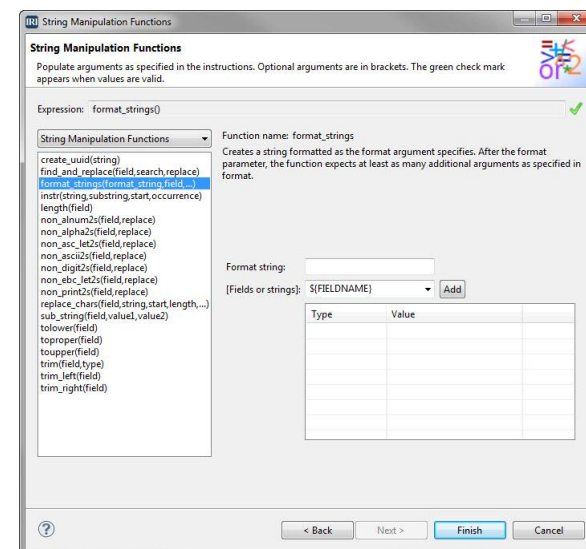 IRI String Manipulation Functions
String Manipulation Functions
Populate arguments as specified in the instructions. Optional arguments are in brackets. The green check mark
appears when values are valid.
Expression: format_strings()
String Manipulation Functions
create_uuid(string)
find_and_replace(field,search,replace)
format_strings(format_string,field,...)
instr(string,substring,start,occurrence)
length(field)
non_alnum2s(field,replace)
non_alpha2s(field,replace)
non_asc_let2s(field,replace)
non_ascii2s(field,replace)
non_digit2s(field,replace)
non_ebc_let2s(field,replace)
non_print2s(field,replace)
replace_chars(field,string,start,length,...)
sub_string(field,value1,value2)
tolower(field)
toproper(field)
toupper(field)
trim(field,type)
trim_left(field)
trim_right(field)
Function name: format_strings
Creates a string formatted as the format argument specifies. After the format
parameter, the function expects at least as many additional arguments as specified in
format.
Format string:
[Fields or strings]: ${FIELDNAME} Add
Type Value
? < Back Next > Finish Cancel